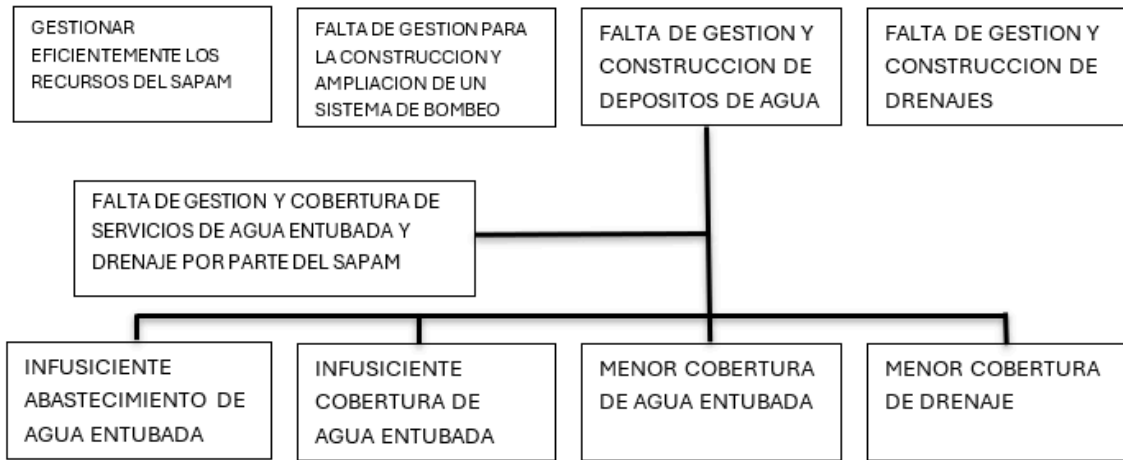 GESTIONAR
EFICIENTEMENTE LOS
RECURSOS DEL SAPAM
FALTA DE GESTION PARA
LA CONSTRUCCION Y
AMPLIACION DE UN
SISTEMA DE BOMBEO
FALTA DE GESTION Y
CONSTRUCCION DE
DEPOSITOS DE AGUA
FALTA DE GESTION Y
CONSTRUCCION DE
DRENAJES
FALTA DE GESTION Y COBERTURA DE
SERVICIOS DE AGUA ENTUBADA Y
DRENAJE POR PARTE DEL SAPAM
INFUSICIENTE
ABASTECIMIENTO DE
AGUA ENTUBADA
INFUSICIENTE
COBERTURA DE
AGUA ENTUBADA
MENOR COBERTURA
DE AGUA ENTUBADA
MENOR COBERTURA
DE DRENAJE